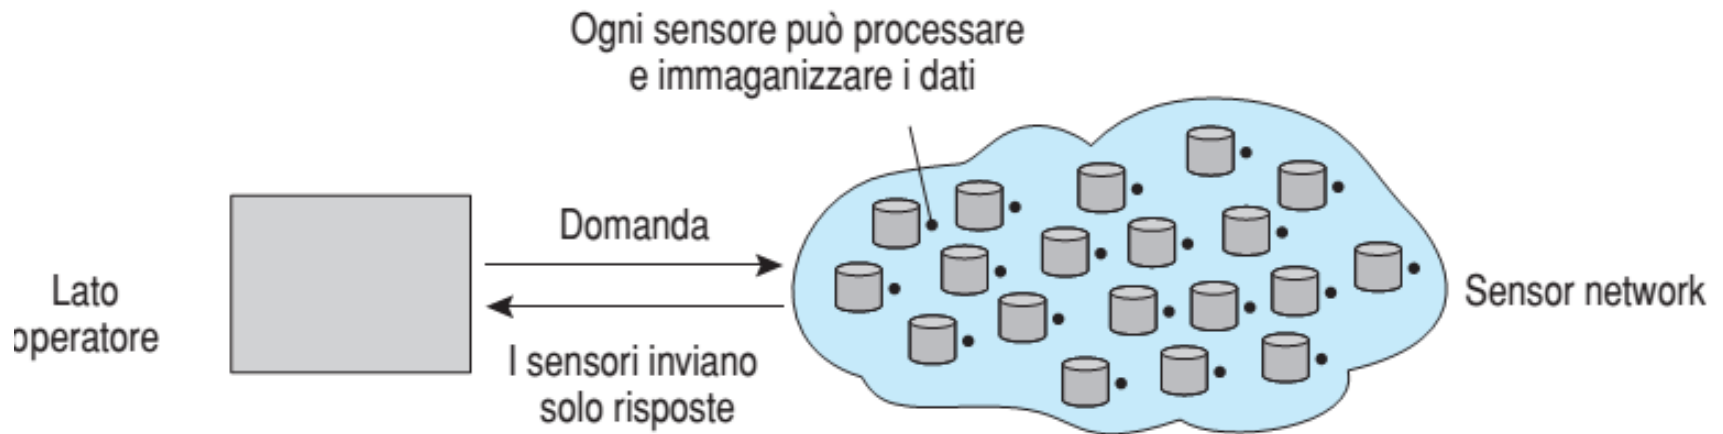 Ogni sensore può processare
e immaganizzare i dati
Domanda
Lato
operatore
Sensor network
I sensori inviano
solo risposte